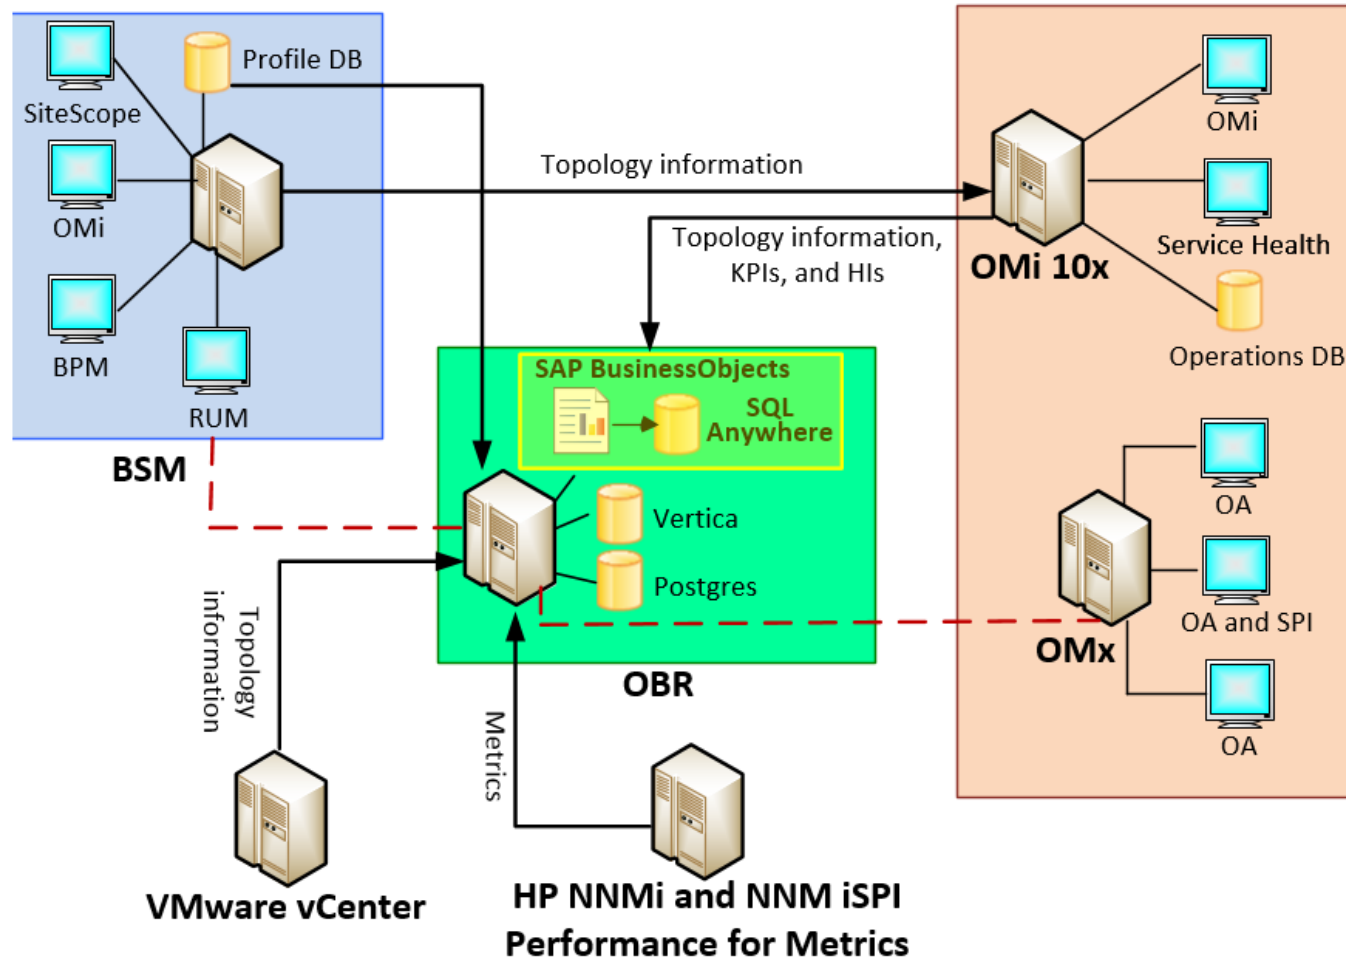 Profile DB
SiteScope
OMi
BPM
RUM
BSM
Topology information
Topology information,
KPIs, and HIs
OMi
Service Health
OMi 10x
Operations DB
SAP BusinessObjects
SQL
Anywhere
Vertica
Postgres
OBR
OA
OA and SPI
OMx
OA
Topology
information
Metrics
VMware vCenter
HP NNMi and NNM iSPI
Performance for Metrics